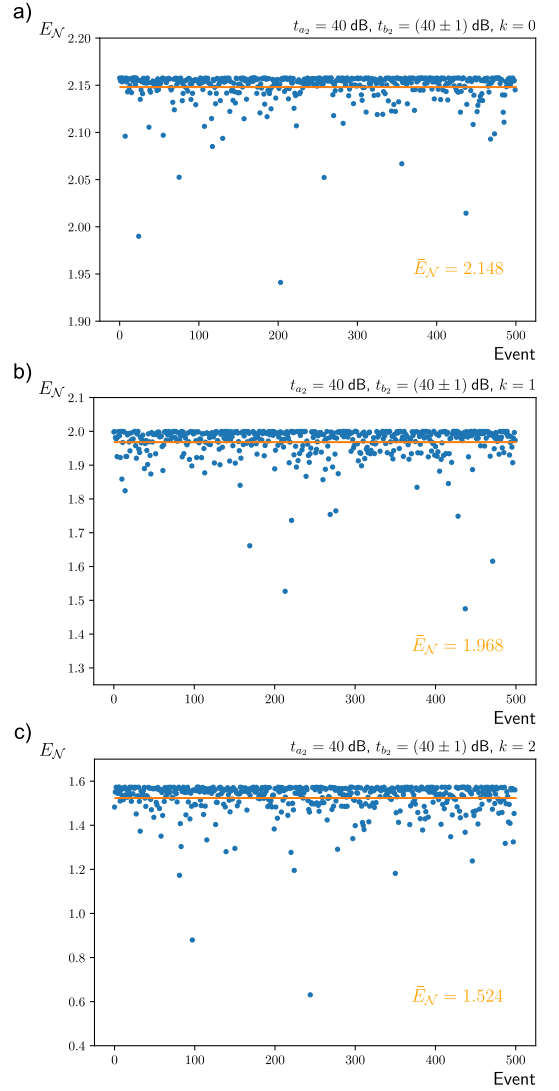 a)
E_𝒩
t_{a_2} = 40 dB, t_{b_2} = (40 ± 1) dB, k = 0
2.20
2.15
2.10
2.05
2.00
1.95
1.90
Ē_𝒩 = 2.148
0 100 200 300 400 500
Event
b)
E_𝒩
t_{a_2} = 40 dB, t_{b_2} = (40 ± 1) dB, k = 1
2.1
2.0
1.9
1.8
1.7
1.6
1.5
1.4
1.3
Ē_𝒩 = 1.968
0 100 200 300 400 500
Event
c)
E_𝒩
t_{a_2} = 40 dB, t_{b_2} = (40 ± 1) dB, k = 2
1.6
1.4
1.2
1.0
0.8
0.6
0.4
Ē_𝒩 = 1.524
0 100 200 300 400 500
Event